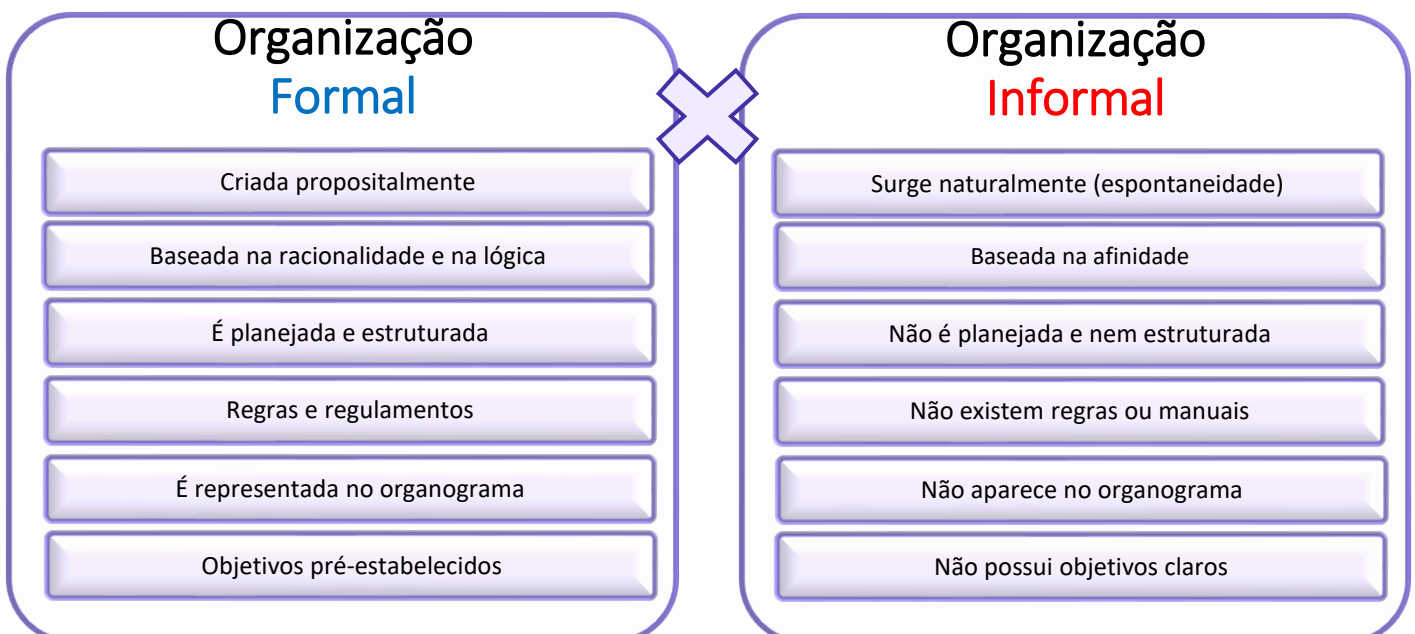 Organização
Formal
Criada propositalmente
Baseada na racionalidade e na lógica
É planejada e estruturada
Regras e regulamentos
É representada no organograma
Objetivos pré-estabelecidos
Organização
Informal
Surge naturalmente (espontaneidade)
Baseada na afinidade
Não é planejada e nem estruturada
Não existem regras ou manuais
Não aparece no organograma
Não possui objetivos claros